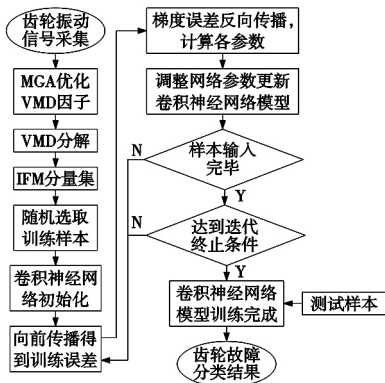 齿轮振动
信号采集
MGA优化
VMD因子
VMD分解
IFM分量集
随机选取
训练样本
卷积神经网
络初始化
向前传播得
到训练误差
梯度误差反向传播，
计算各参数
调整网络参数更新
卷积神经网络模型
N
样本输入
完毕
Y
N
达到迭代
终止条件
Y
卷积神经网络
模型训练完成
测试样本
齿轮故障
分类结果